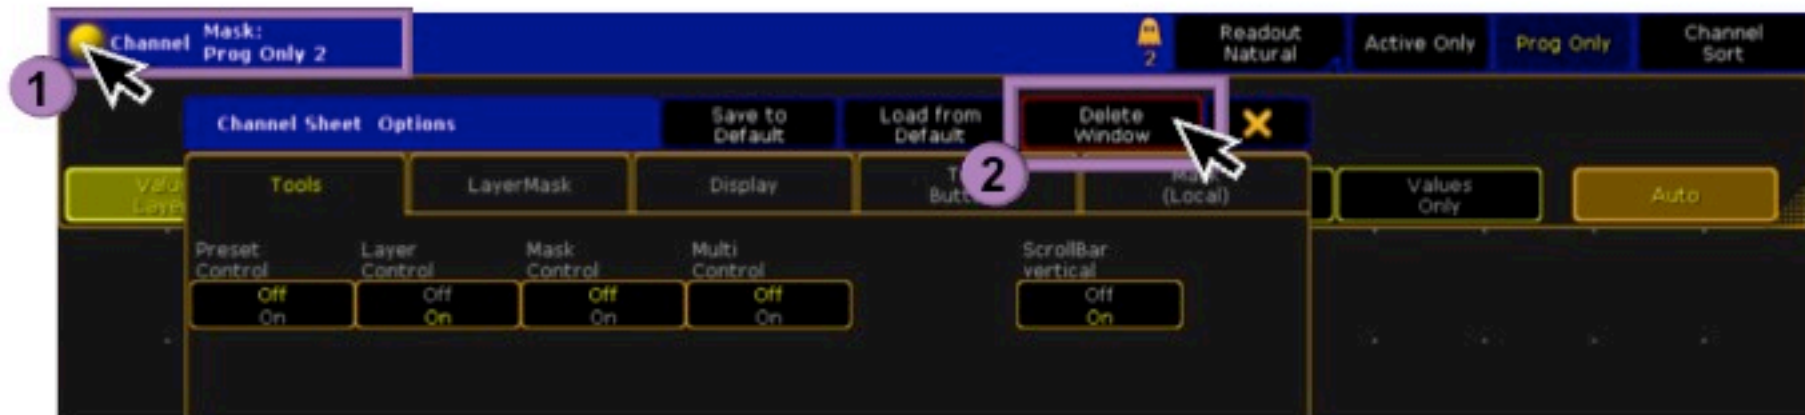 Channel
Mask:
Prog Only 2
2
Readout
Natural
Active Only
Prog Only
Channel
Sort
1
Channel Sheet Options
Save to
Default
Load from
Default
Delete
Window
2
Tools
LayerMask
Display
(Local)
Values
Only
Auto
Preset
Control
Layer
Control
Mask
Control
Multi
Control
ScrollBar
vertical
Off
On
Off
On
Off
On
Off
On
Off
On